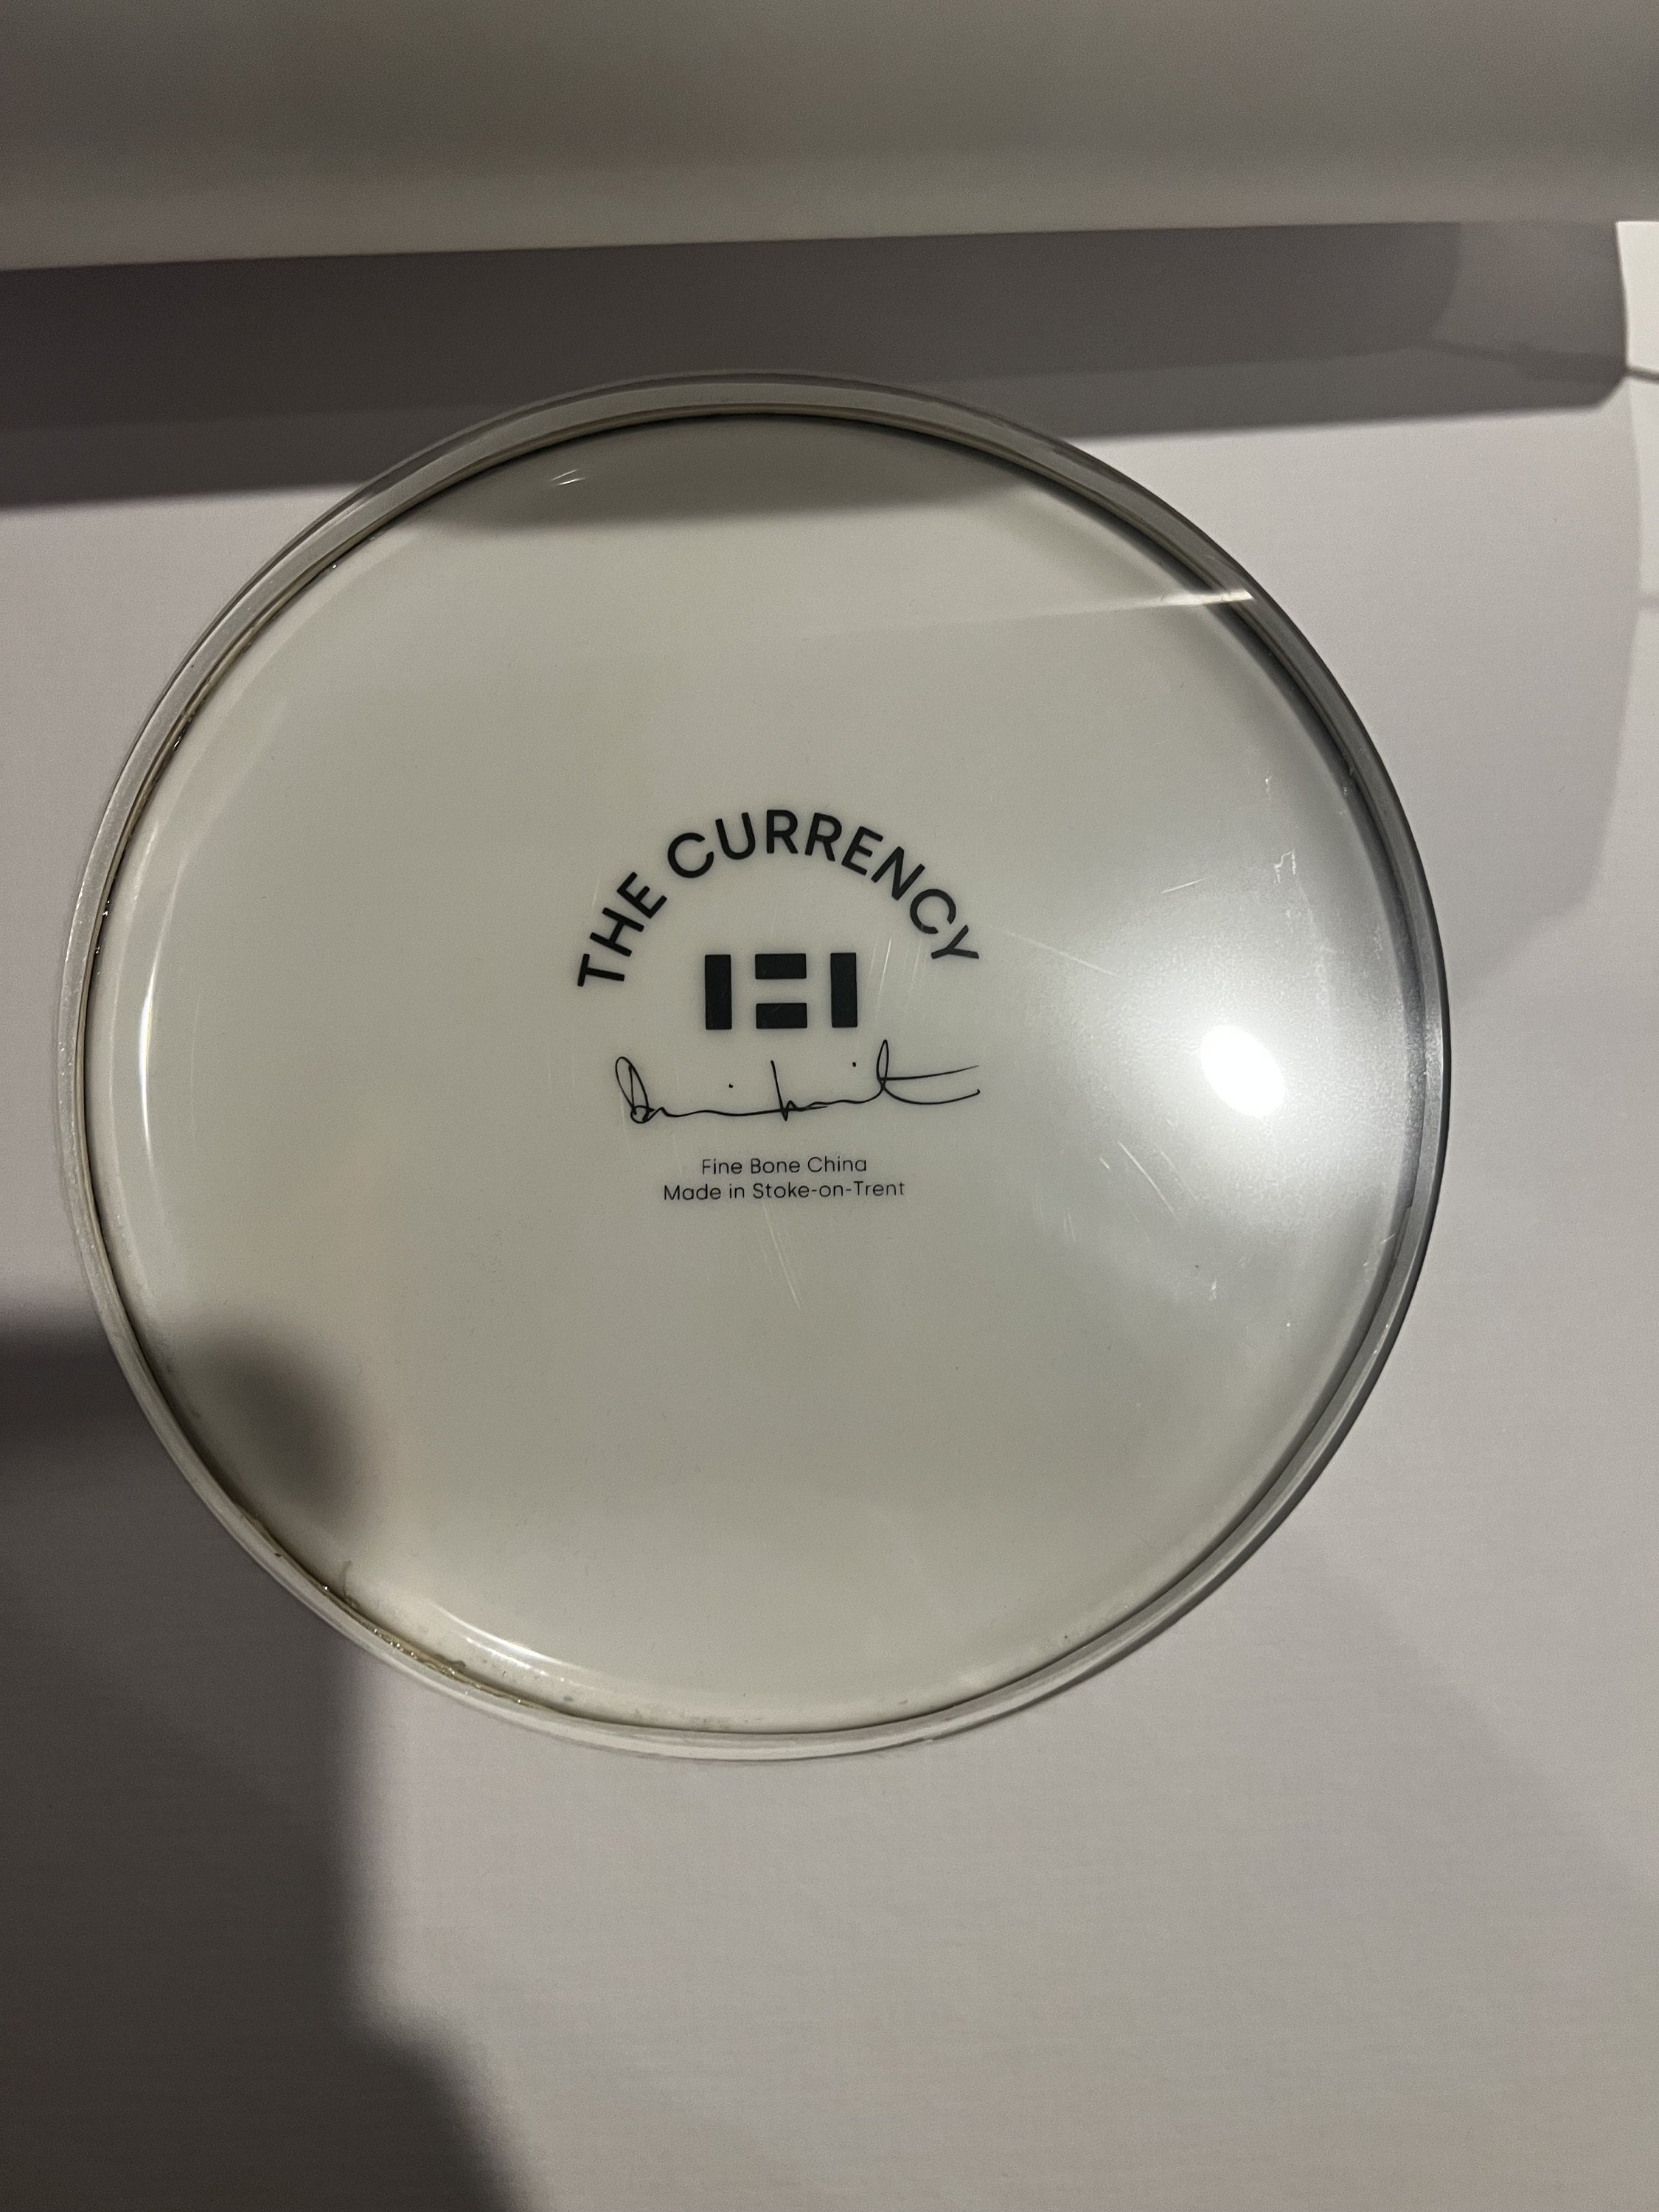 THE CURRENCY
Fine Bone China
Made in Stoke-on-Trent